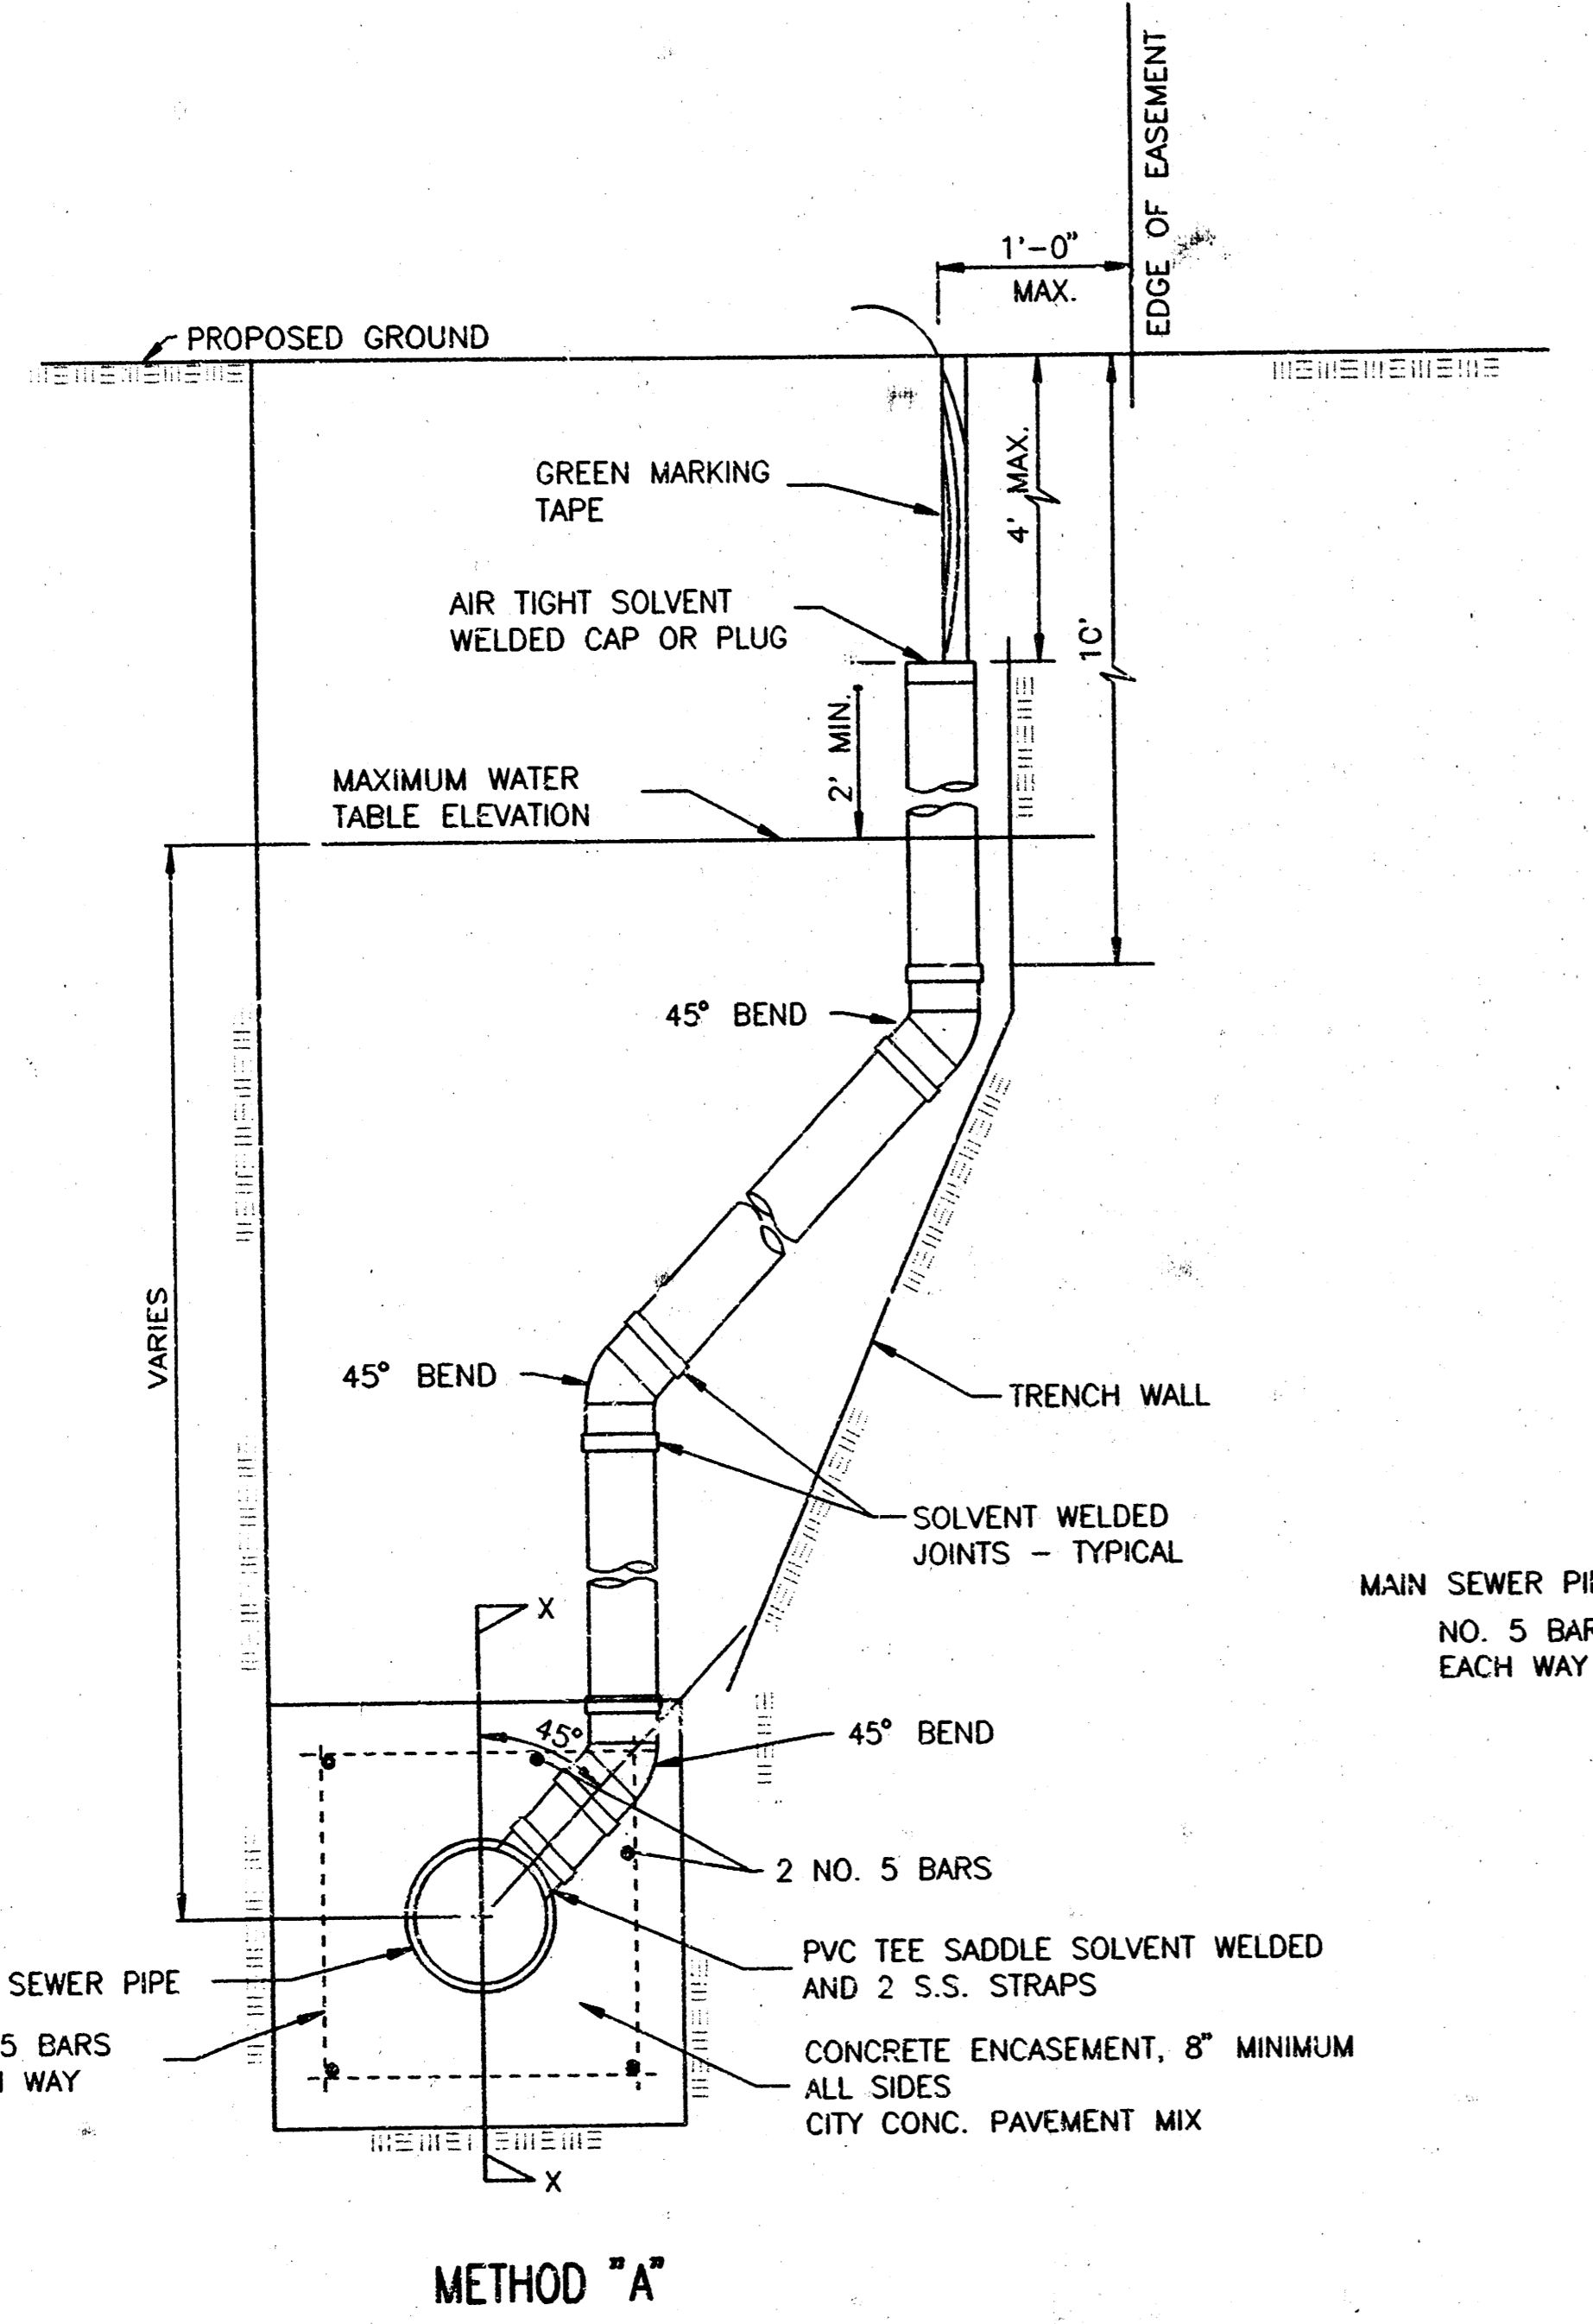 EDGE OF EASEMENT
1'-0"
MAX.
PROPOSED GROUND
GREEN MARKING
TAPE
4' MAX.
AIR TIGHT SOLVENT
WELDED CAP OR PLUG
10'
2' MIN.
MAXIMUM WATER
TABLE ELEVATION
45° BEND
VARIES
45° BEND
TRENCH WALL
SOLVENT WELDED
JOINTS - TYPICAL
MAIN SEWER
NO. 5
EACH WAY
X
45°
45° BEND
2 NO. 5 BARS
SEWER PIPE
PVC TEE SADDLE SOLVENT WELDED
AND 2 S.S. STRAPS
5 BARS
WAY
CONCRETE ENCASEMENT, 8" MINIMUM
ALL SIDES
CITY CONC. PAVEMENT MIX
X
METHOD "A"